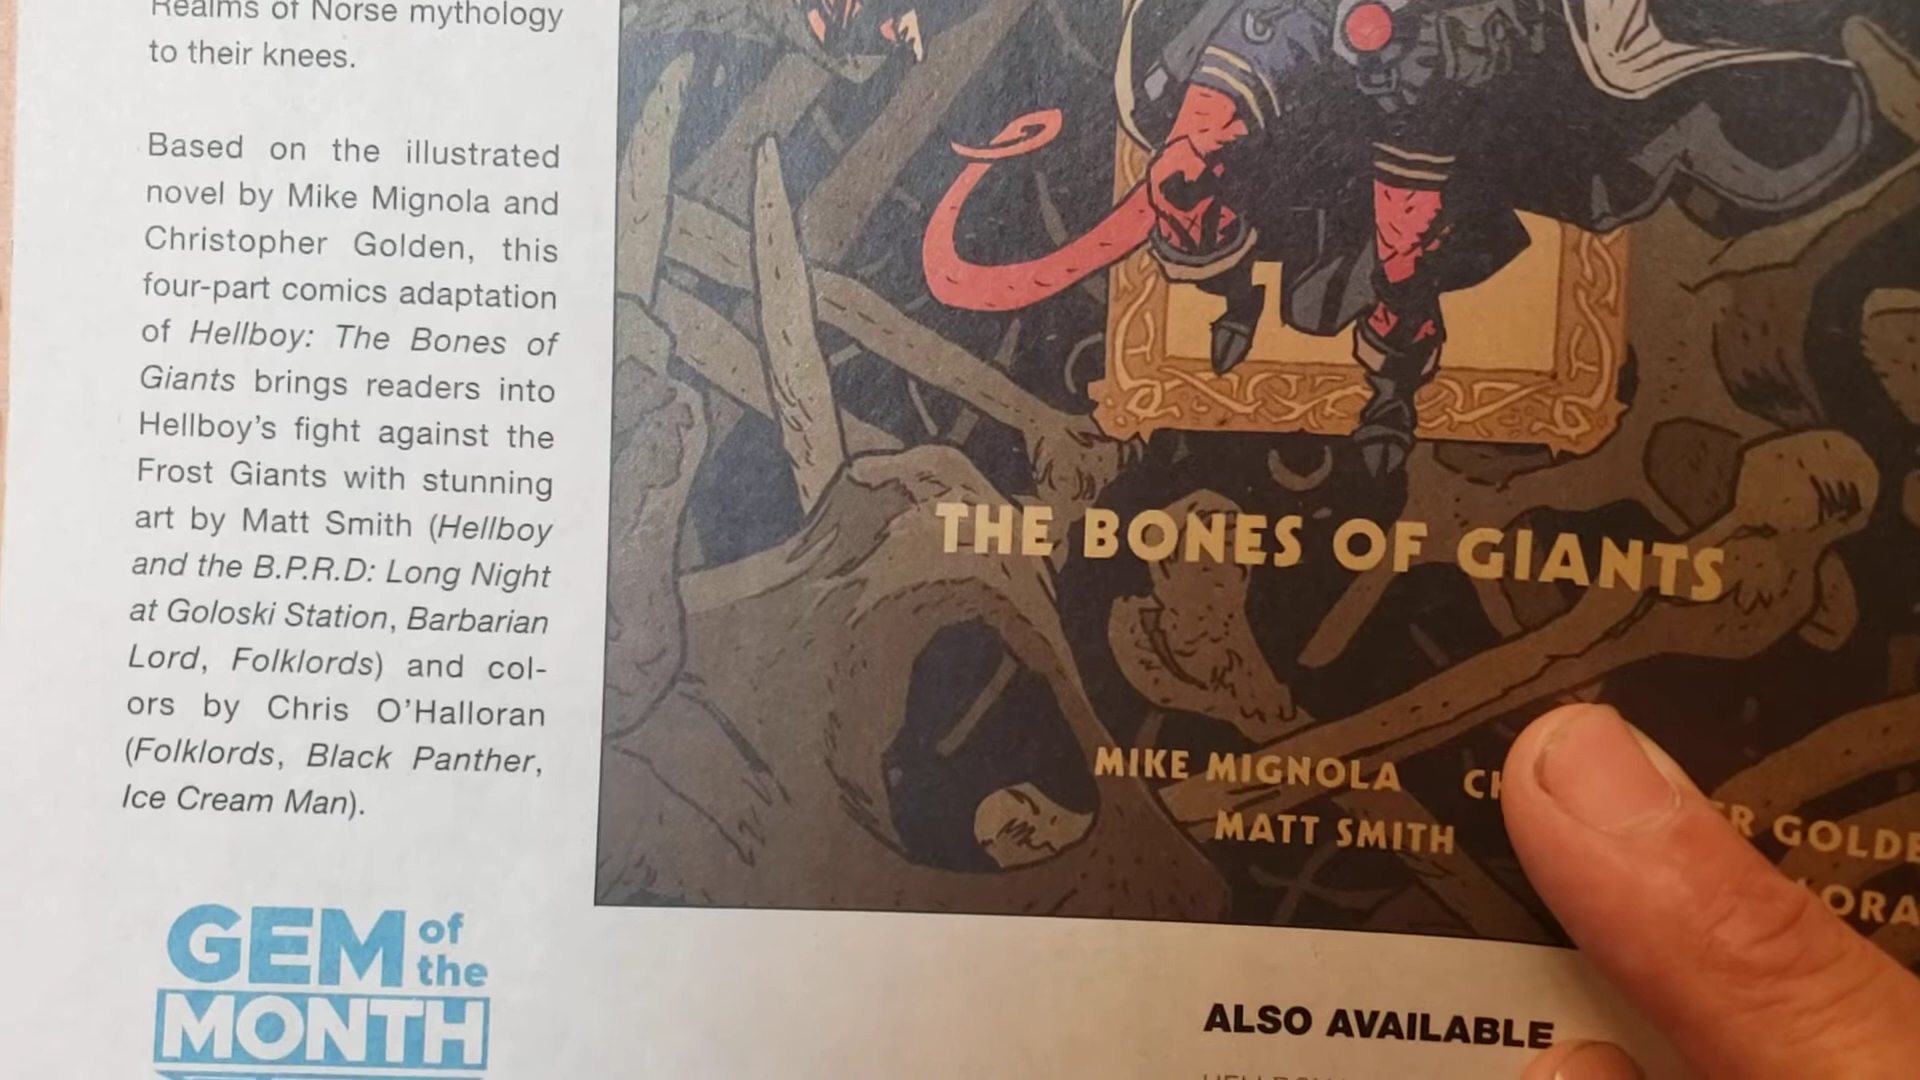 Realms of Norse mythology
to their knees.
Based on the illustrated
novel by Mike Mignola and
Christopher Golden, this
four-part comics adaptation
of Hellboy: The Bones of
Giants brings readers into
Hellboy's fight against the
Frost Giants with stunning
art by Matt Smith (Hellboy
and the B.P.R.D: Long Night
at Goloski Station, Barbarian
Lord, Folklords) and col-
ors by Chris O'Halloran
(Folklords, Black Panther,
Ice Cream Man).
GEM of the
MONTH
1
THE BONES OF GIANTS
MIKE MIGNOLA
MATT SMITH
ALSO AVAILABLE